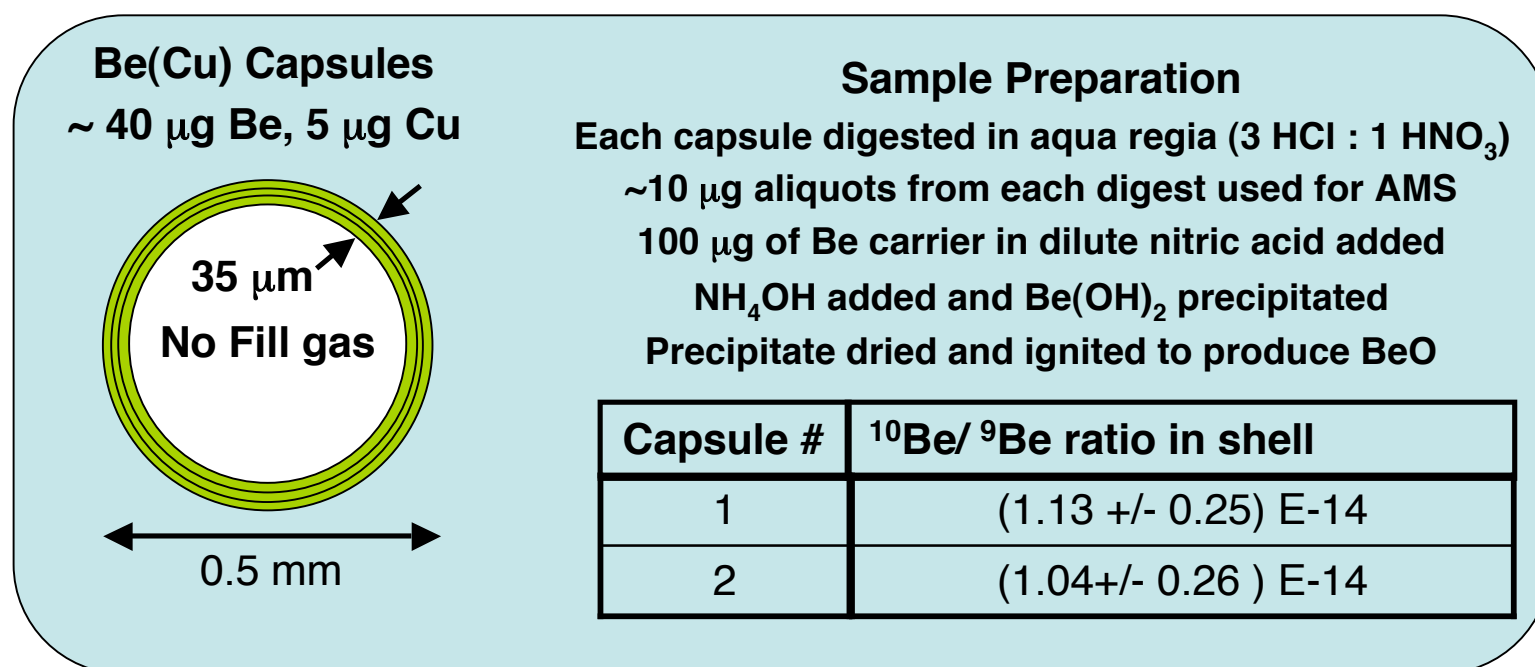 Be(Cu) Capsules
~ 40 μg Be, 5 μg Cu
35 μm
No Fill gas
0.5 mm
Sample Preparation
Each capsule digested in aqua regia (3 HCl : 1 HNO₃)
~10 μg aliquots from each digest used for AMS
100 μg of Be carrier in dilute nitric acid added
NH₄OH added and Be(OH)₂ precipitated
Precipitate dried and ignited to produce BeO
Capsule # ¹⁰Be/ ⁹Be ratio in shell
1 (1.13 +/- 0.25) E-14
2 (1.04+/- 0.26 ) E-14